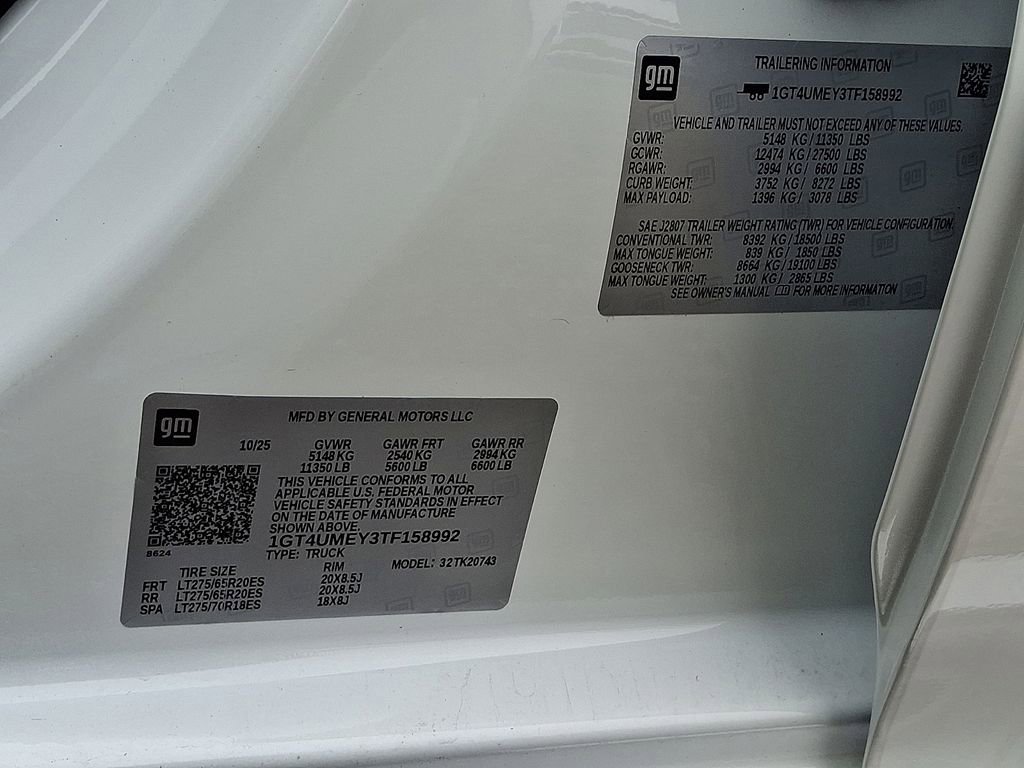 gm
TRAILERING INFORMATION
1GT4UMEY3TF158992
VEHICLE AND TRAILER MUST NOT EXCEED ANY OF THESE VALUES.
GVWR: 5148 KG / 11350 LBS
GCWR: 12474 KG / 27500 LBS
RGAWR: 2994 KG / 6600 LBS
CURB WEIGHT: 3752 KG / 8272 LBS
MAX PAYLOAD: 1396 KG / 3078 LBS
SAE J2807 TRAILER WEIGHT RATING (TWR) FOR VEHICLE CONFIGURATION.
CONVENTIONAL TWR: 8392 KG / 18500 LBS
MAX TONGUE WEIGHT: 839 KG / 1850 LBS
GOOSENECK TWR: 8664 KG / 19100 LBS
MAX TONGUE WEIGHT: 1300 KG / 2865 LBS
SEE OWNER'S MANUAL FOR MORE INFORMATION
gm
MFD BY GENERAL MOTORS LLC
10/25 GVWR GAWR FRT GAWR RR
5148 KG 2540 KG 2994 KG
11350 LB 5600 LB 6600 LB
THIS VEHICLE CONFORMS TO ALL
APPLICABLE U.S. FEDERAL MOTOR
VEHICLE SAFETY STANDARDS IN EFFECT
ON THE DATE OF MANUFACTURE
SHOWN ABOVE.
1GT4UMEY3TF158992
8624
TYPE: TRUCK MODEL: 32TK20743
TIRE SIZE RIM
FRT LT275/65R20ES 20X8.5J
RR LT275/65R20ES 20X8.5J
SPA LT275/70R18ES 18X8J